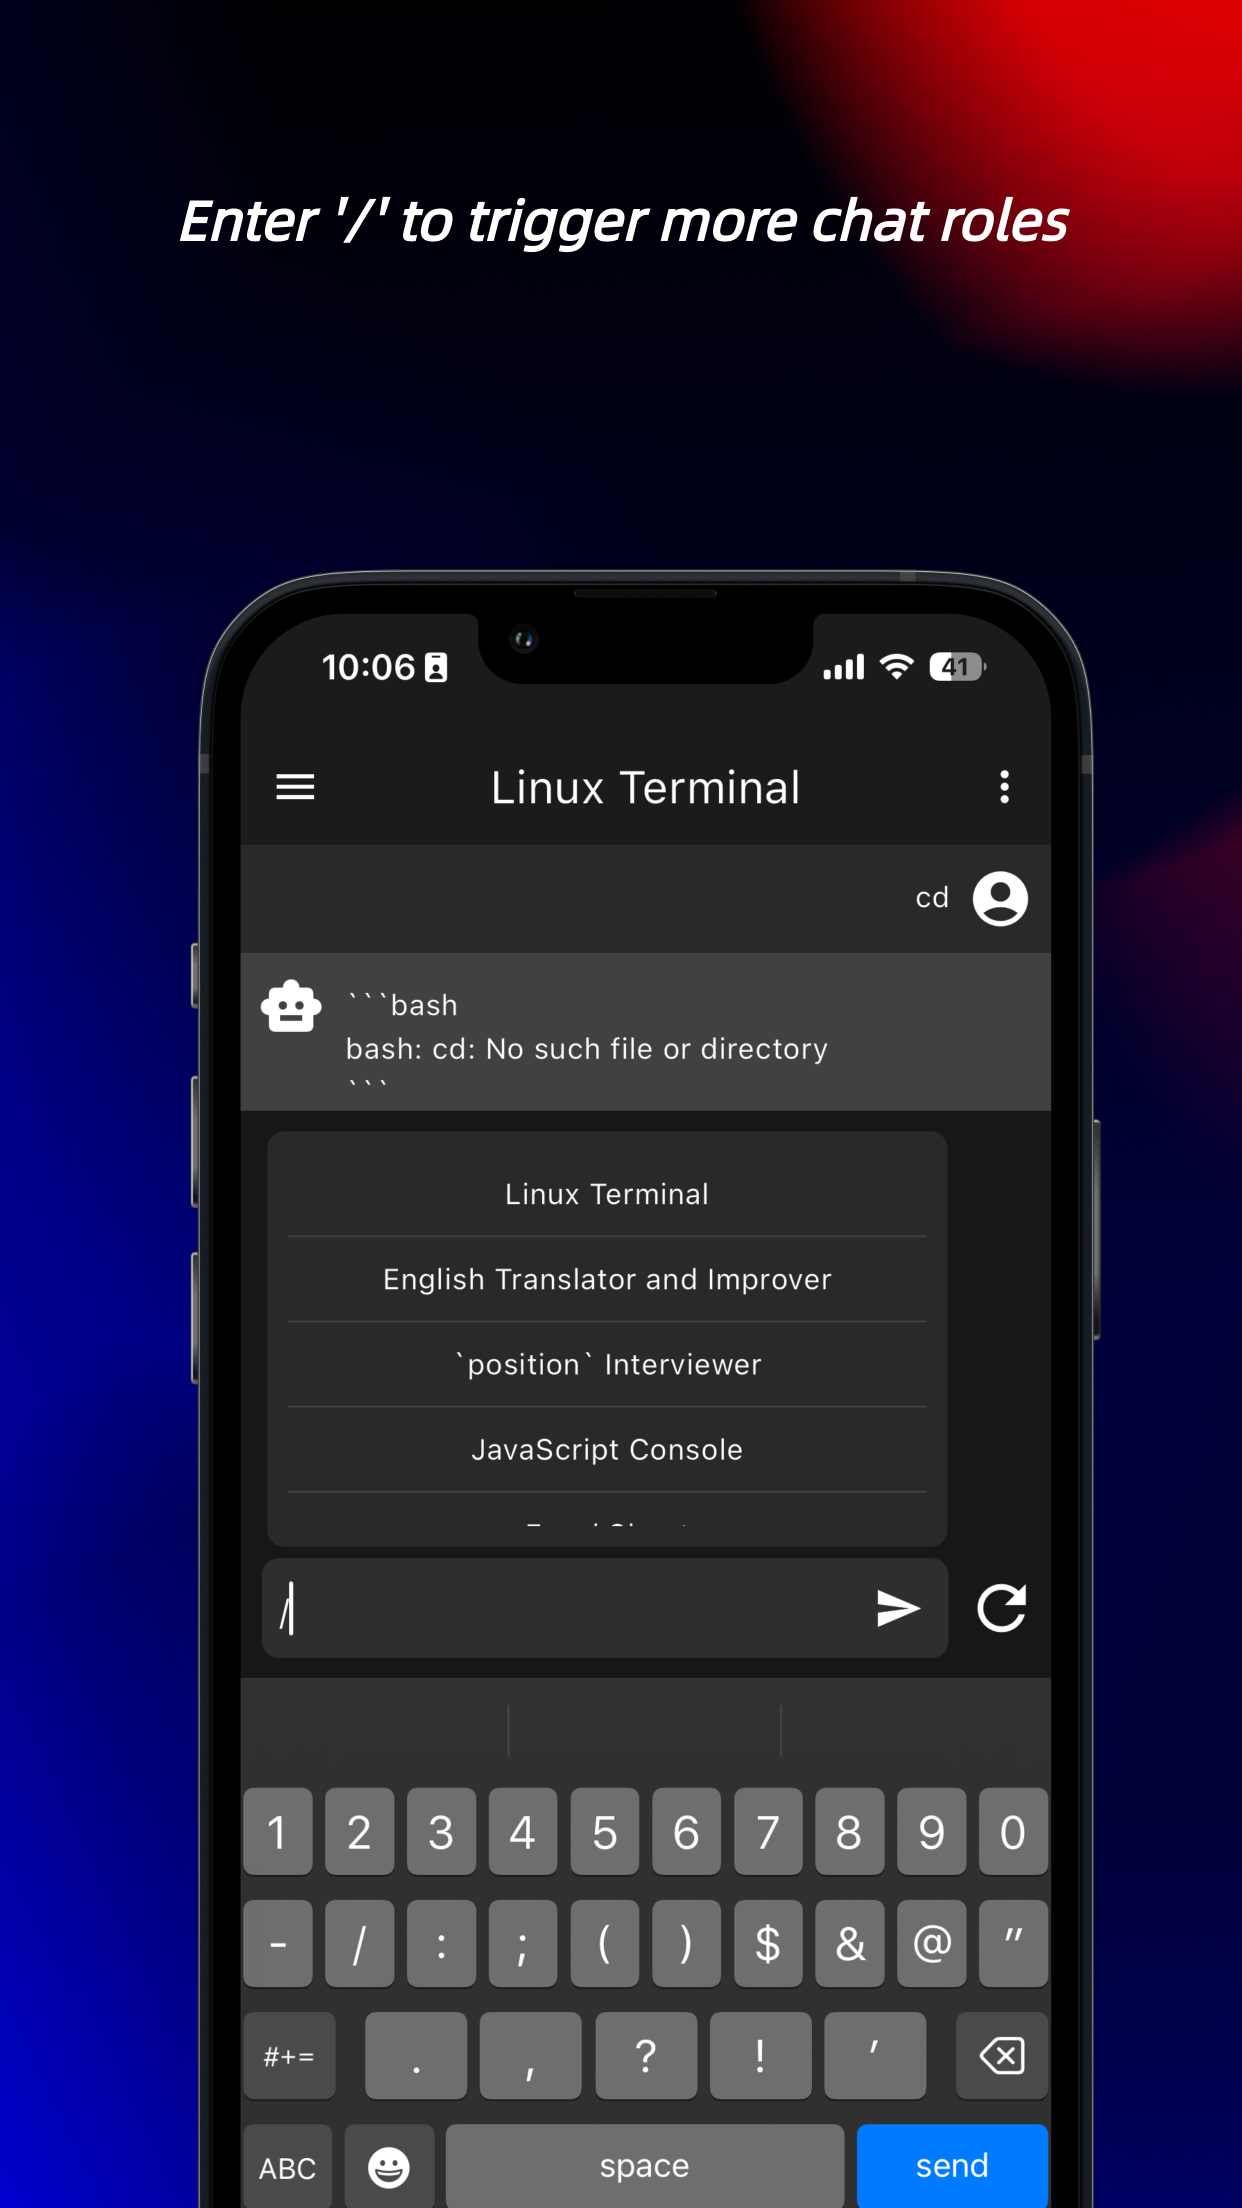 Enter '/' to trigger more chat roles
10:06
41
Linux Terminal
cd
```bash
bash: cd: No such file or directory
```
Linux Terminal
English Translator and Improver
`position` Interviewer
JavaScript Console
/
1 2 3 4 5 6 7 8 9 0
- / : ; ( ) $ & @ "
#+= . , ? ! '
ABC space send